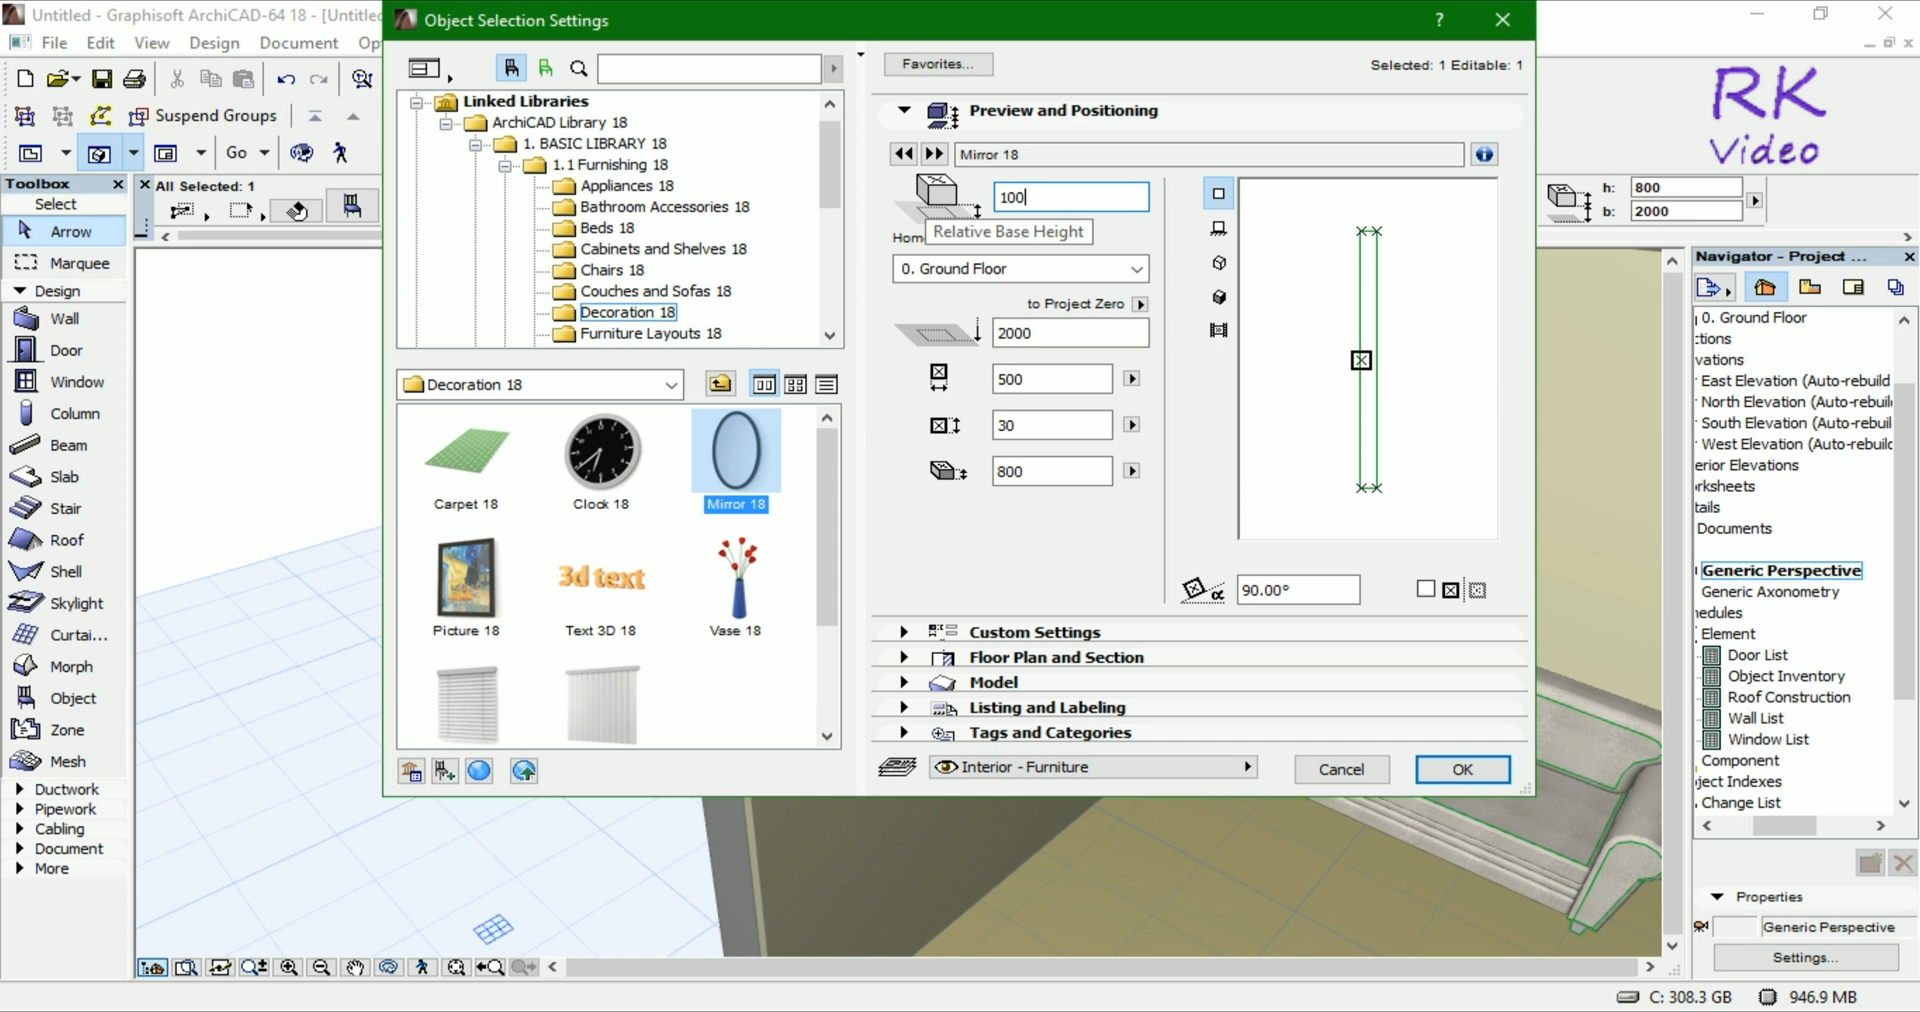 Untitled - Graphisoft ArchiCAD-64 18 - [Untitled
Object Selection Settings
?
File Edit View Design Document
RK
Video
Favorites...
Selected: 1 Editable: 1
Suspend Groups
Go
Linked Libraries
ArchiCAD Library 18
1. BASIC LIBRARY 18
1.1 Furnishing 18
Appliances 18
Bathroom Accessories 18
Beds 18
Cabinets and Shelves 18
Chairs 18
Couches and Sofas 18
Decoration 18
Furniture Layouts 18
Preview and Positioning
Mirror 18
100
Relative Base Height
0. Ground Floor
to Project Zero
2000
500
30
800
90.00°
Toolbox
All Selected: 1
Select
Arrow
Marquee
Design
Wall
Door
Window
Column
Beam
Slab
Stair
Roof
Shell
Skylight
Curtai...
Morph
Object
Zone
Mesh
Ductwork
Pipework
Cabling
Document
More
Decoration 18
Carpet 18
Clock 18
Mirror 18
Picture 18
3d text
Text 3D 18
Vase 18
Custom Settings
Floor Plan and Section
Model
Listing and Labeling
Tags and Categories
Interior - Furniture
Cancel
OK
h: 800
b: 2000
Navigator - Project ...
0. Ground Floor
ctions
vations
East Elevation (Auto-rebuild
North Elevation (Auto-rebuil
South Elevation (Auto-rebuil
West Elevation (Auto-rebuild
erior Elevations
rksheets
tails
Documents
Generic Perspective
Generic Axonometry
nedules
Element
Door List
Object Inventory
Roof Construction
Wall List
Window List
Component
ject Indexes
Change List
Properties
Generic Perspective
Settings...
C: 308.3 GB
946.9 MB